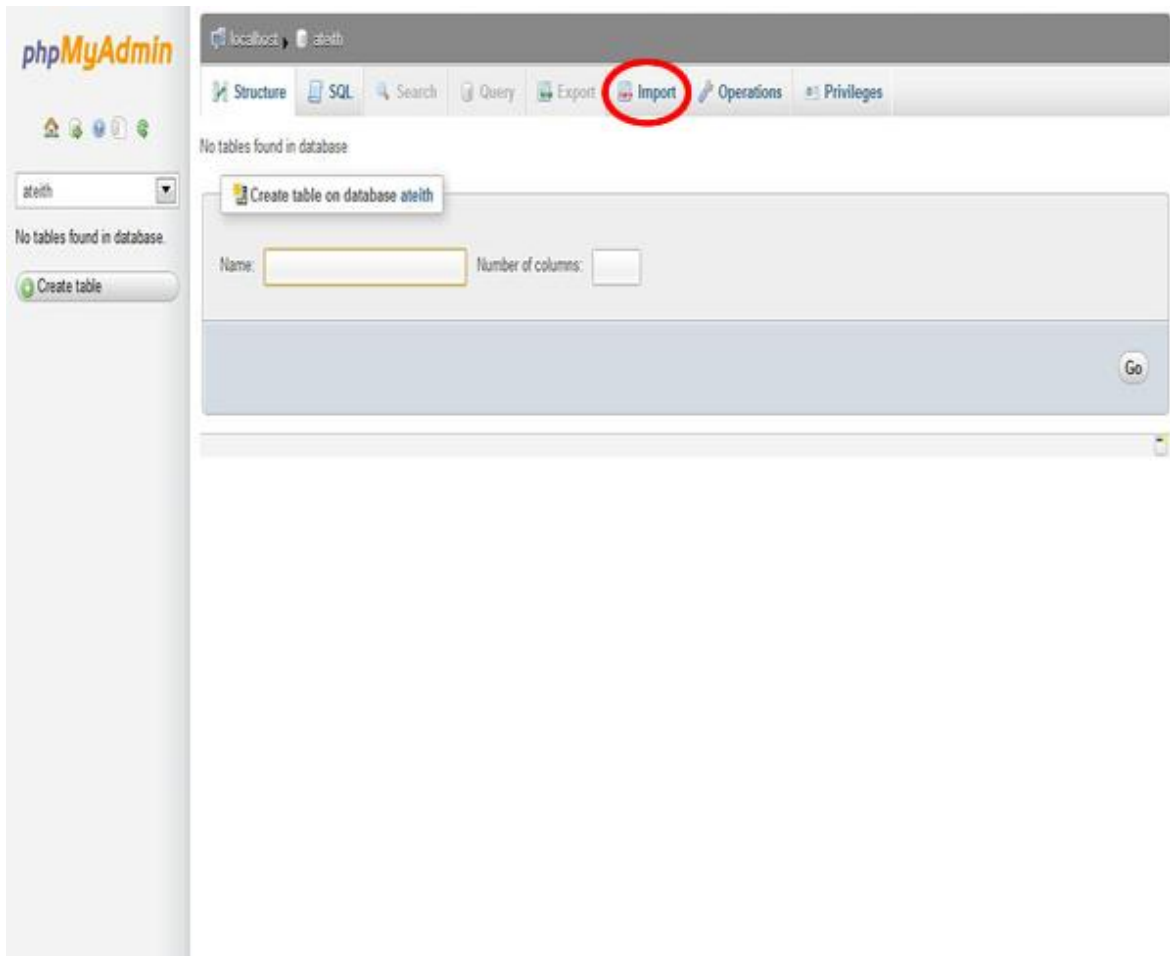 phpMyAdmin
localhost ateith
Structure SQL Search Query Export Import Operations Privileges
No tables found in database
ateith
No tables found in database.
Create table
Create table on database ateith
Name: Number of columns:
Go